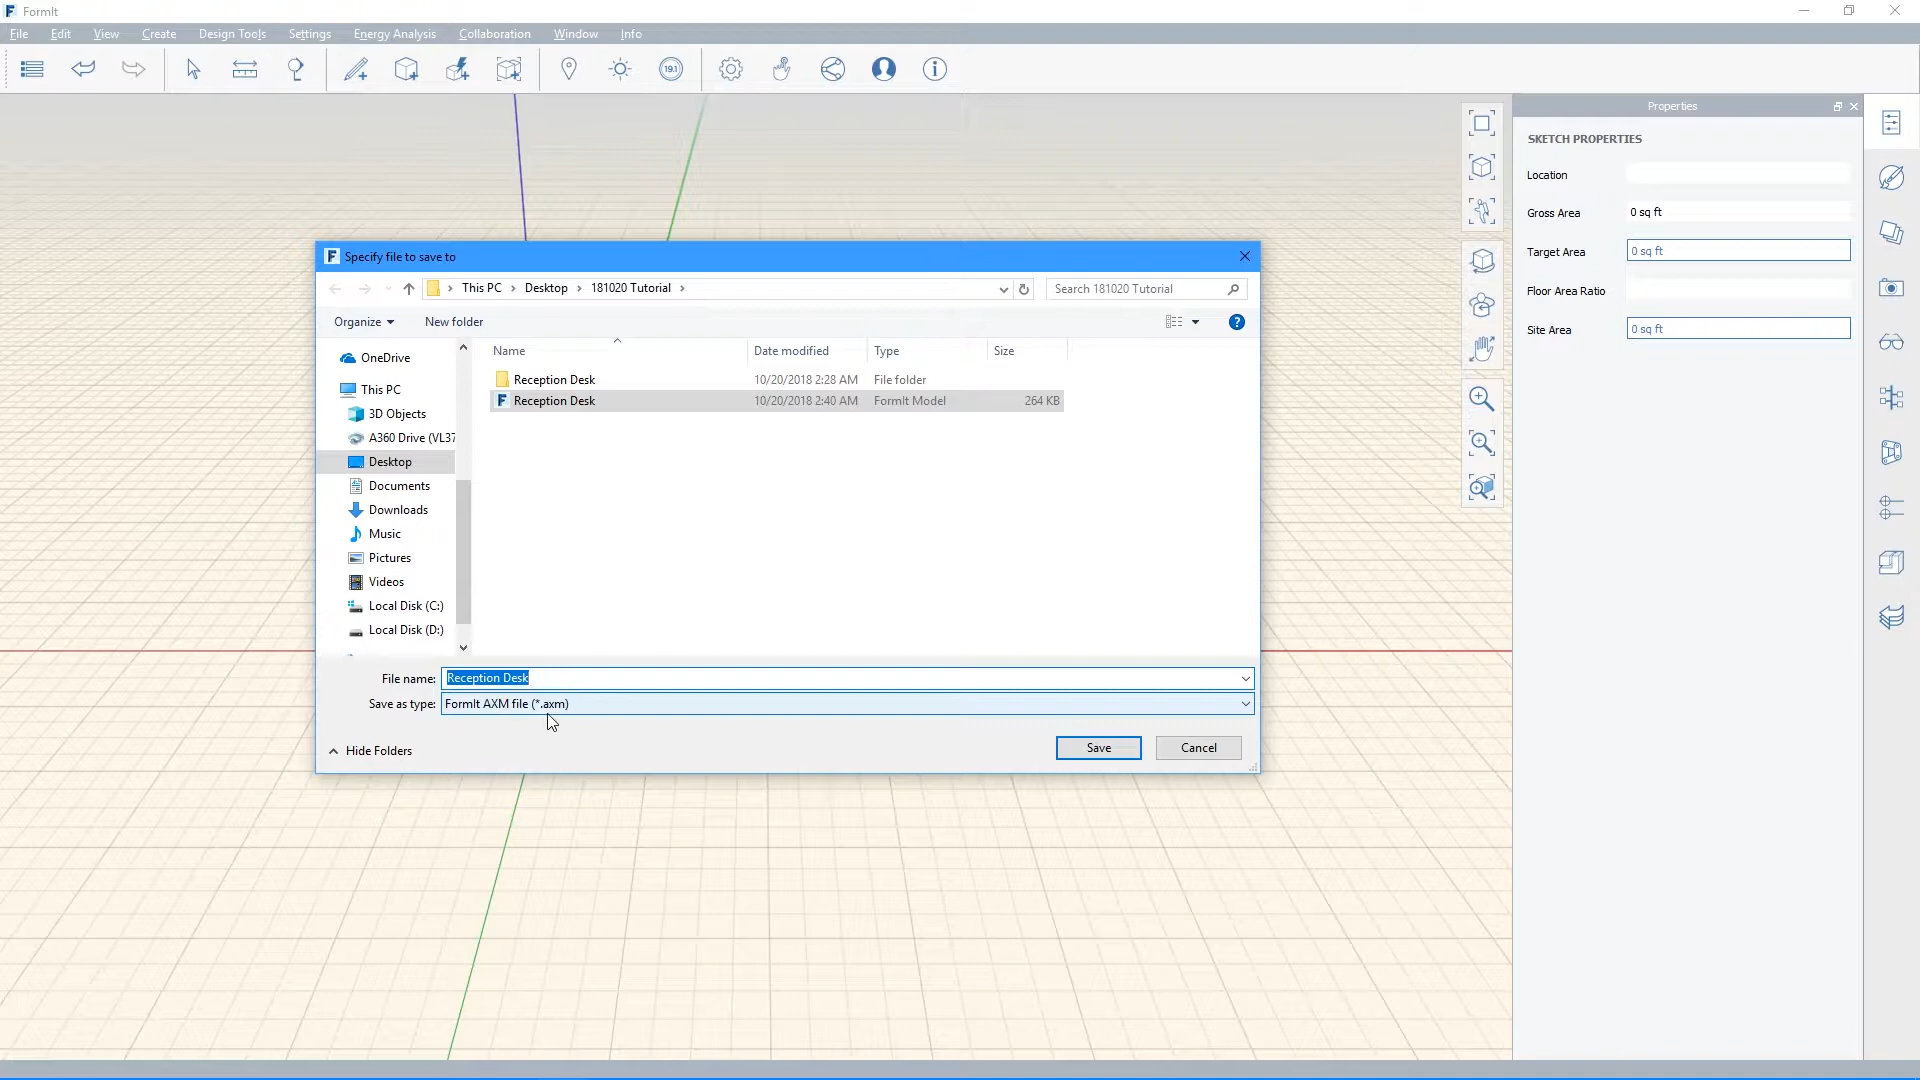 FormIt
File Edit View Create Design Tools Settings Energy Analysis Collaboration Window Info
19.1
Properties
SKETCH PROPERTIES
Location
Gross Area 0 sq ft
Target Area 0 sq ft
Floor Area Ratio
Site Area 0 sq ft
Specify file to save to
This PC Desktop 181020 Tutorial
Search 181020 Tutorial
Organize New folder
Name Date modified Type Size
Reception Desk 10/20/2018 2:28 AM File folder
Reception Desk 10/20/2018 2:40 AM FormIt Model 264 KB
OneDrive
This PC
3D Objects
A360 Drive (VL37
Desktop
Documents
Downloads
Music
Pictures
Videos
Local Disk (C:)
Local Disk (D:)
File name: Reception Desk
Save as type: FormIt AXM file (*.axm)
Hide Folders
Save Cancel